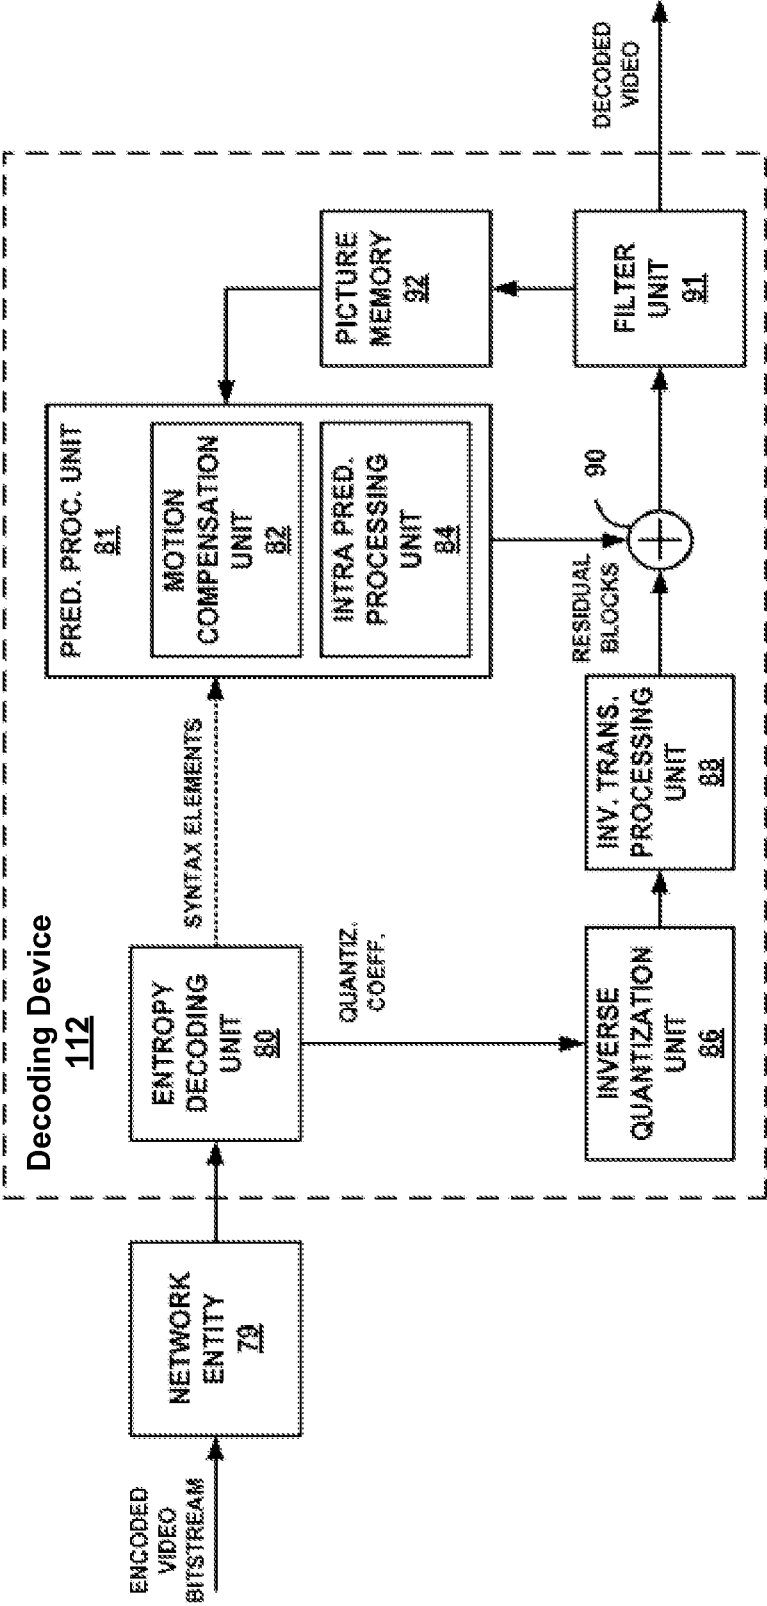 Decoding Device
112
ENCODED
VIDEO
BITSTREAM
NETWORK
ENTITY
79
ENTROPY
DECODING
UNIT
80
SYNTAX ELEMENTS
QUANTIZ.
COEFF.
PRED. PROC. UNIT
81
MOTION
COMPENSATION
UNIT
82
INTRA PRED.
PROCESSING
UNIT
84
INVERSE
QUANTIZATION
UNIT
86
INV. TRANS.
PROCESSING
UNIT
88
RESIDUAL
BLOCKS
90
PICTURE
MEMORY
92
FILTER
UNIT
91
DECODED
VIDEO